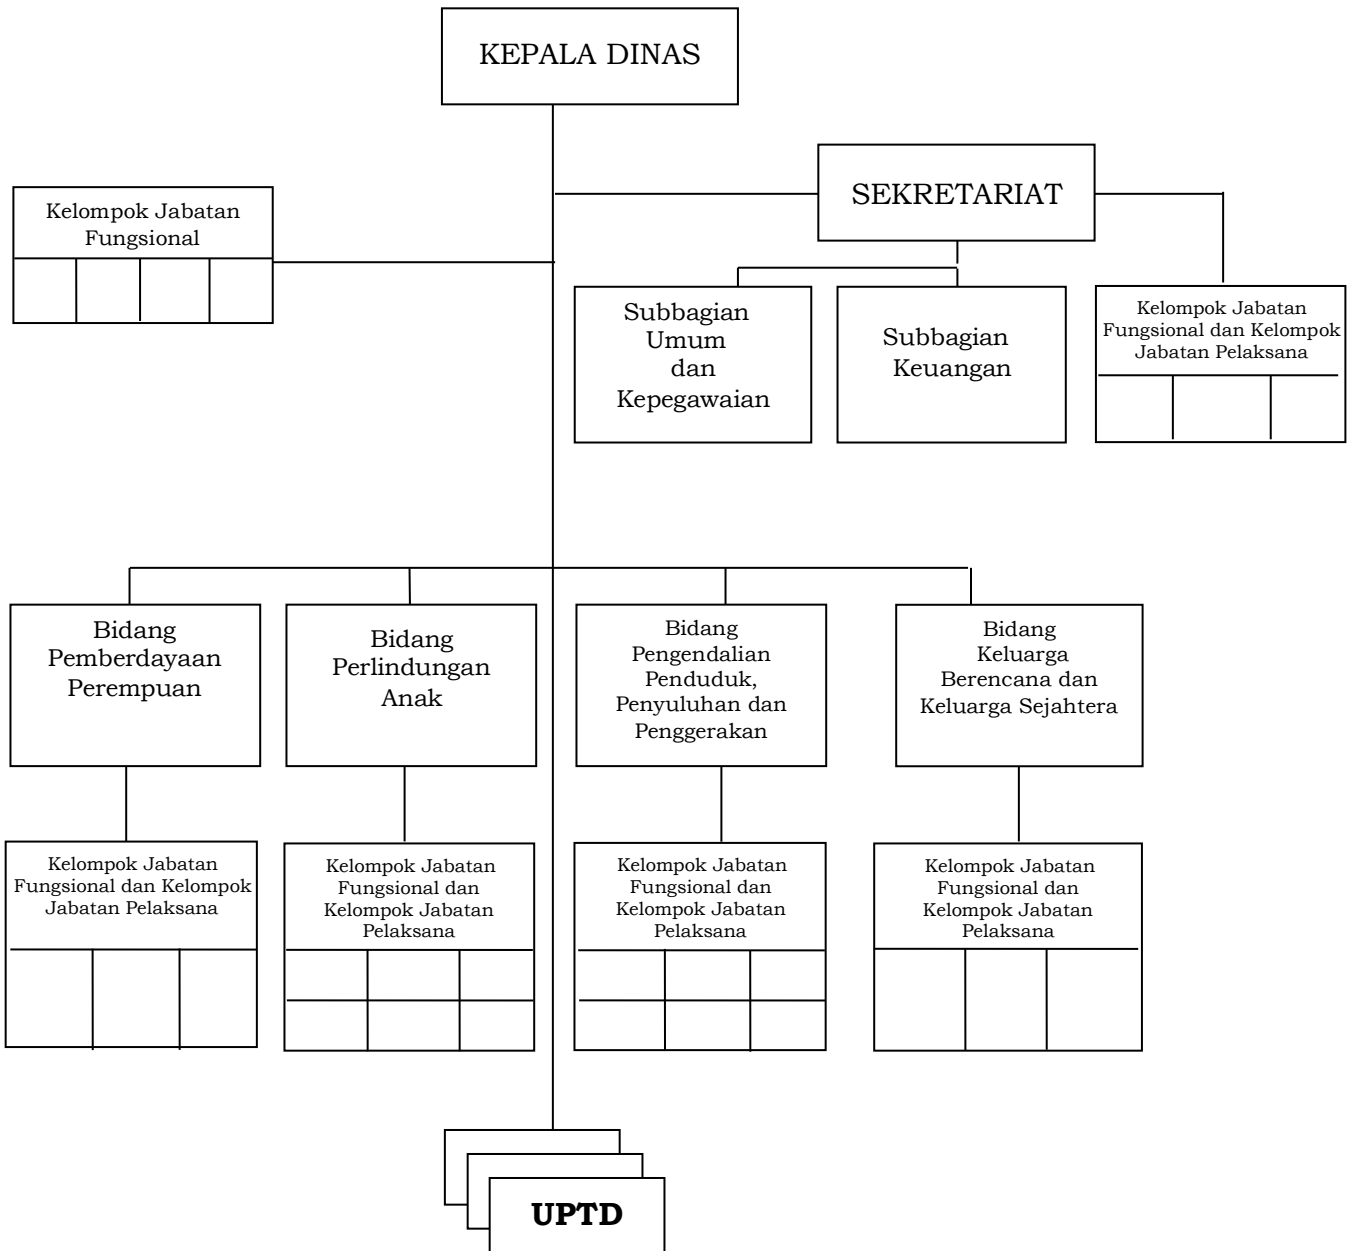 KEPALA DINAS
SEKRETARIAT
Kelompok Jabatan
Fungsional
Subbagian
Umum
dan
Kepegawaian
Subbagian
Keuangan
Kelompok Jabatan
Fungsional dan Kelompok
Jabatan Pelaksana
Bidang
Pemberdayaan
Perempuan
Bidang
Perlindungan
Anak
Bidang
Pengendalian
Penduduk,
Penyuluhan dan
Penggerakan
Bidang
Keluarga
Berencana dan
Keluarga Sejahtera
Kelompok Jabatan
Fungsional dan Kelompok
Jabatan Pelaksana
Kelompok Jabatan
Fungsional dan
Kelompok Jabatan
Pelaksana
Kelompok Jabatan
Fungsional dan
Kelompok Jabatan
Pelaksana
Kelompok Jabatan
Fungsional dan
Kelompok Jabatan
Pelaksana
UPTD